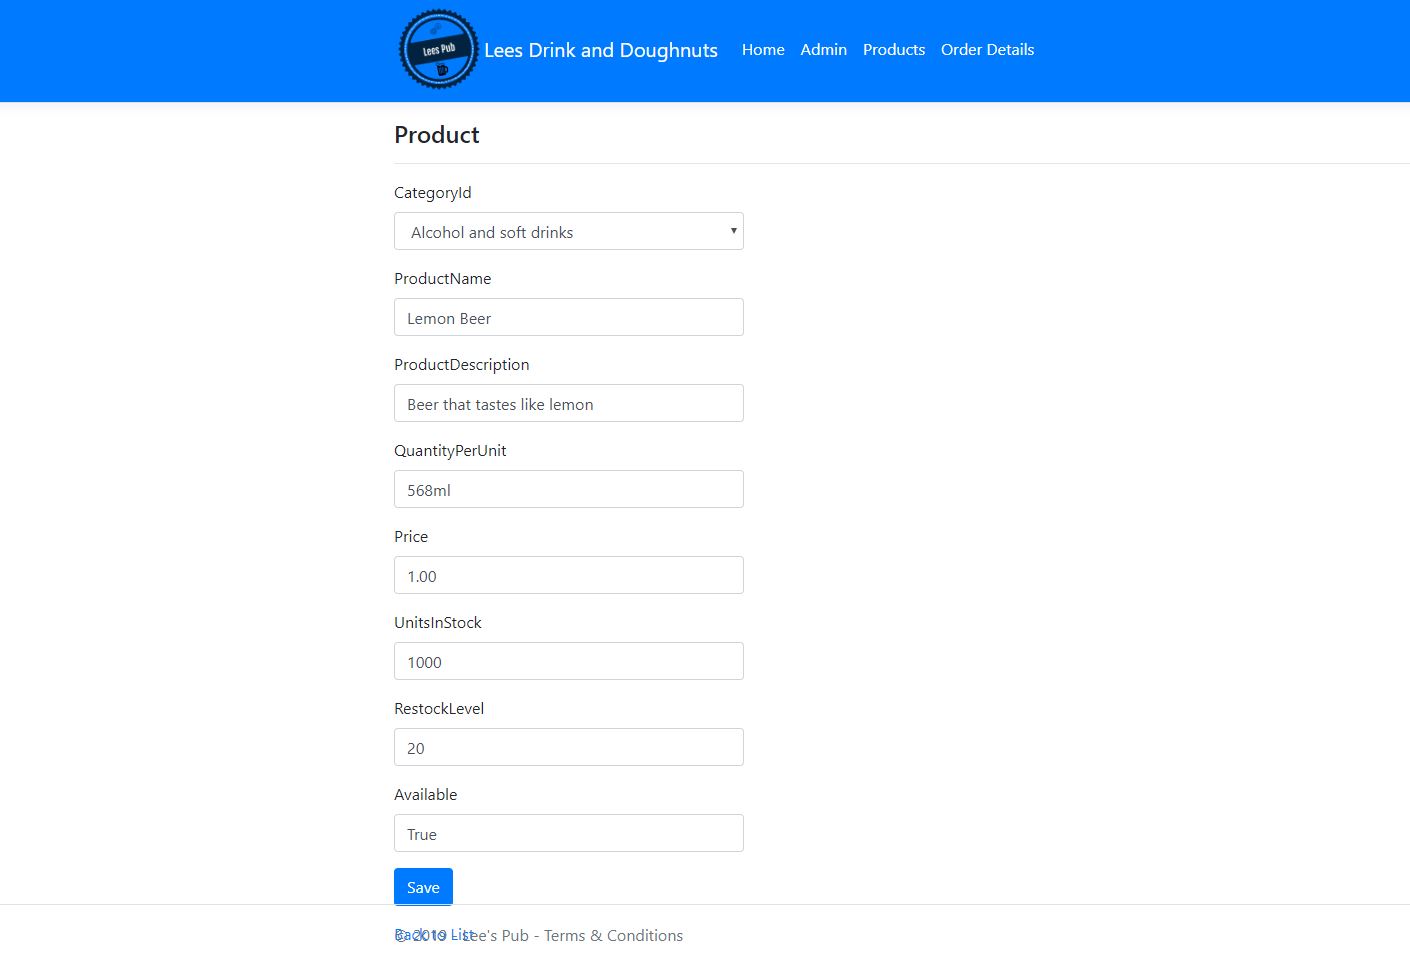 Lees Pub
Lees Drink and Doughnuts
Home Admin Products Order Details
Product
CategoryId
Alcohol and soft drinks
ProductName
Lemon Beer
ProductDescription
Beer that tastes like lemon
QuantityPerUnit
568ml
Price
1.00
UnitsInStock
1000
RestockLevel
20
Available
True
Save
Back to List
© 2019 - Lee's Pub - Terms & Conditions